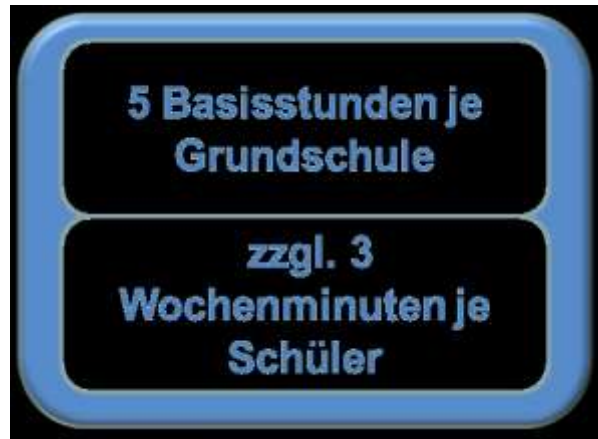 5 Basisstunden je
Grundschule
zzgl. 3
Wochenminuten je
Schüler